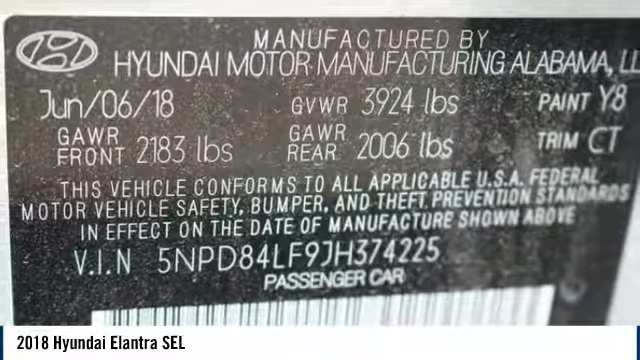 MANUFACTURED BY
HYUNDAI MOTOR MANUFACTURING ALABAMA, LL
Jun/06/18 GVWR 3924 lbs PAINT Y8
GAWR FRONT 2183 lbs GAWR REAR 2006 lbs TRIM CT
THIS VEHICLE CONFORMS TO ALL APPLICABLE U.S.A. FEDERAL
MOTOR VEHICLE SAFETY, BUMPER, AND THEFT PREVENTION STANDARDS
IN EFFECT ON THE DATE OF MANUFACTURE SHOWN ABOVE
V.I.N 5NPD84LF9JH374225
PASSENGER CAR
2018 Hyundai Elantra SEL